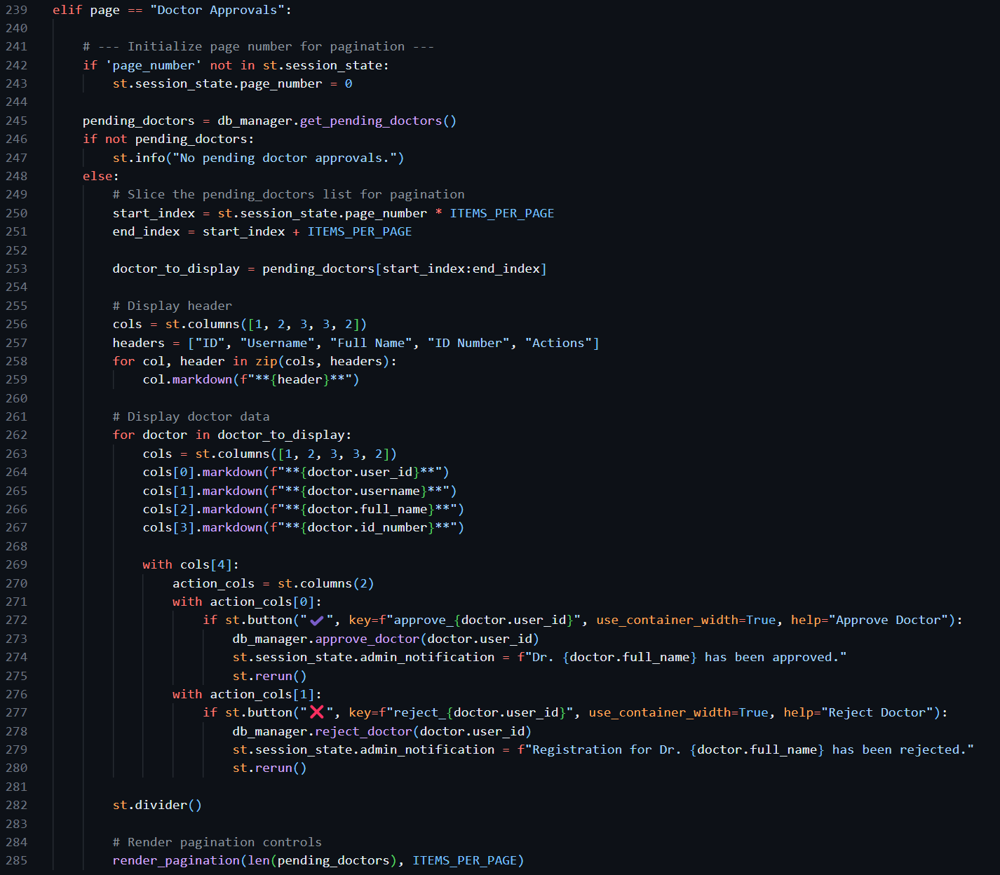 239 elif page == "Doctor Approvals":
240
241     # --- Initialize page number for pagination ---
242     if 'page_number' not in st.session_state:
243         st.session_state.page_number = 0
244
245     pending_doctors = db_manager.get_pending_doctors()
246     if not pending_doctors:
247         st.info("No pending doctor approvals.")
248     else:
249         # Slice the pending_doctors list for pagination
250         start_index = st.session_state.page_number * ITEMS_PER_PAGE
251         end_index = start_index + ITEMS_PER_PAGE
252
253         doctor_to_display = pending_doctors[start_index:end_index]
254
255         # Display header
256         cols = st.columns([1, 2, 3, 3, 2])
257         headers = ["ID", "Username", "Full Name", "ID Number", "Actions"]
258         for col, header in zip(cols, headers):
259             col.markdown(f"**{header}**")
260
261         # Display doctor data
262         for doctor in doctor_to_display:
263             cols = st.columns([1, 2, 3, 3, 2])
264             cols[0].markdown(f"**{doctor.user_id}**")
265             cols[1].markdown(f"**{doctor.username}**")
266             cols[2].markdown(f"**{doctor.full_name}**")
267             cols[3].markdown(f"**{doctor.id_number}**")
268
269             with cols[4]:
270                 action_cols = st.columns(2)
271                 with action_cols[0]:
272                     if st.button("✔️", key=f"approve_{doctor.user_id}", use_container_width=True, help="Approve Doctor"):
273                         db_manager.approve_doctor(doctor.user_id)
274                         st.session_state.admin_notification = f"Dr. {doctor.full_name} has been approved."
275                         st.rerun()
276                 with action_cols[1]:
277                     if st.button("❌", key=f"reject_{doctor.user_id}", use_container_width=True, help="Reject Doctor"):
278                         db_manager.reject_doctor(doctor.user_id)
279                         st.session_state.admin_notification = f"Registration for Dr. {doctor.full_name} has been rejected."
280                         st.rerun()
281
282         st.divider()
283
284         # Render pagination controls
285         render_pagination(len(pending_doctors), ITEMS_PER_PAGE)